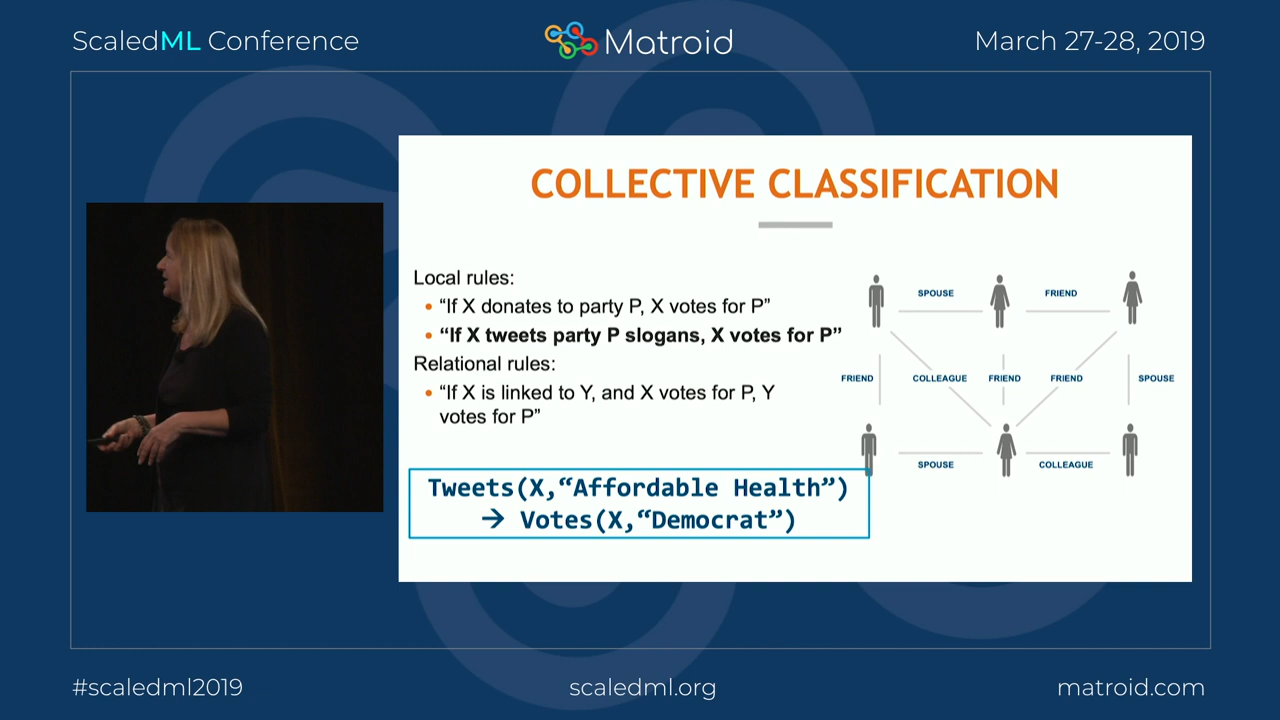 ScaledML Conference
Matroid
March 27-28, 2019
COLLECTIVE CLASSIFICATION
Local rules:
• “If X donates to party P, X votes for P”
• “If X tweets party P slogans, X votes for P”
Relational rules:
• “If X is linked to Y, and X votes for P, Y
votes for P”
Tweets(X,“Affordable Health”)
→ Votes(X,“Democrat”)
SPOUSE
FRIEND
FRIEND
COLLEAGUE
FRIEND
FRIEND
SPOUSE
SPOUSE
COLLEAGUE
#scaledml2019
scaledml.org
matroid.com